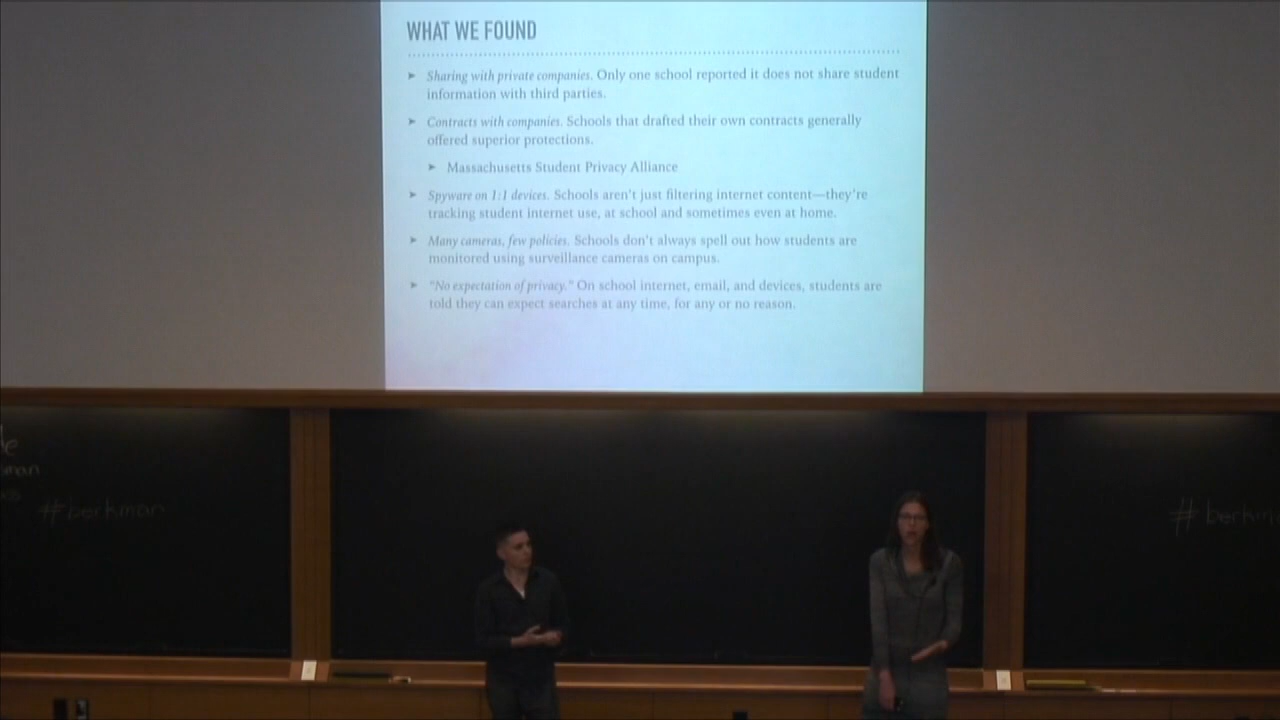 WHAT WE FOUND
➤ Sharing with private companies. Only one school reported it does not share student
information with third parties.
➤ Contracts with companies. Schools that drafted their own contracts generally
offered superior protections.
➤ Massachusetts Student Privacy Alliance
➤ Spyware on 1:1 devices. Schools aren't just filtering internet content—they're
tracking student internet use, at school and sometimes even at home.
➤ Many cameras, few policies. Schools don't always spell out how students are
monitored using surveillance cameras on campus.
➤ "No expectation of privacy." On school internet, email, and devices, students are
told they can expect searches at any time, for any or no reason.
#berkman